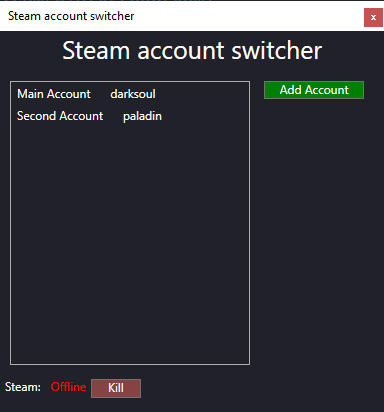 Steam account switcher
x
Steam account switcher
Main Account darksoul
Add Account
Second Account paladin
Steam: Offline Kill